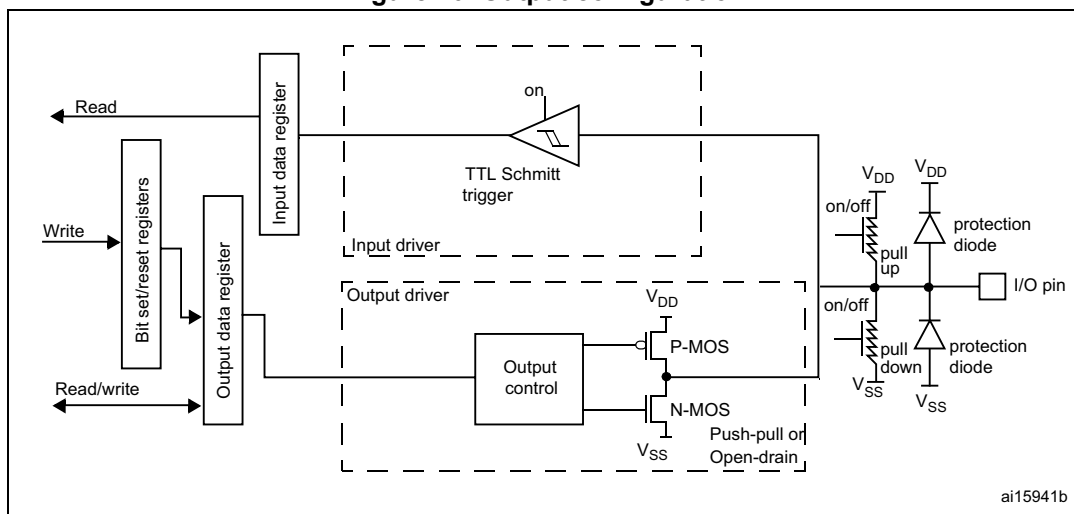 Read
Bit set/reset registers
Write
Read/write
Input data register
Output data register
on
TTL Schmitt
trigger
Input driver
Output driver
Output
control
VDD
P-MOS
N-MOS
VSS
Push-pull or
Open-drain
VDD
on/off
pull
up
on/off
pull
down
VSS
VDD
protection
diode
I/O pin
protection
diode
VSS
ai15941b